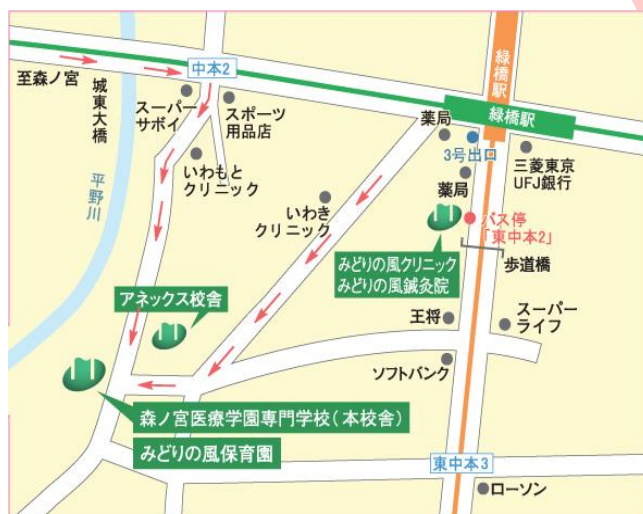 至森ノ宮
城東大橋
平野川
中本2
スーパー
サボイ
スポーツ
用品店
いわもと
クリニック
いわき
クリニック
薬局
3号出口
薬局
緑橋駅
緑橋駅
三菱東京
UFJ銀行
バス停
「東中本2」
歩道橋
みどりの風クリニック
みどりの風鍼灸院
アネックス校舎
王将
スーパー
ライフ
ソフトバンク
森ノ宮医療学園専門学校(本校舎)
みどりの風保育園
東中本3
ローソン